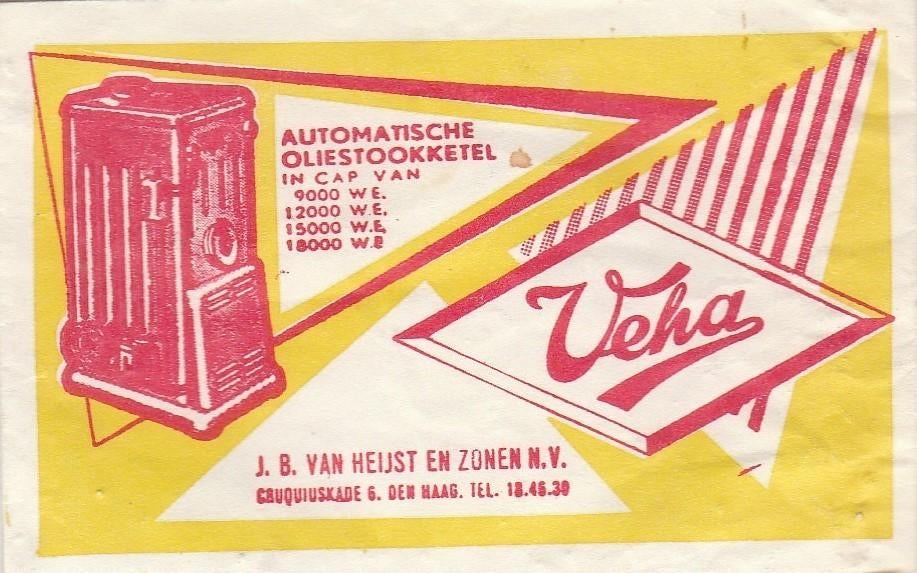 AUTOMATISCHE
OLIESTOOKKETEL
IN CAP VAN
9000 W.E.
12000 W.E.
15000 W.E.
18000 W.E
Veha
J. B. VAN HEIJST EN ZONEN N.V.
CRUQUIUSKADE 6. DEN HAAG. TEL. 18.45.39